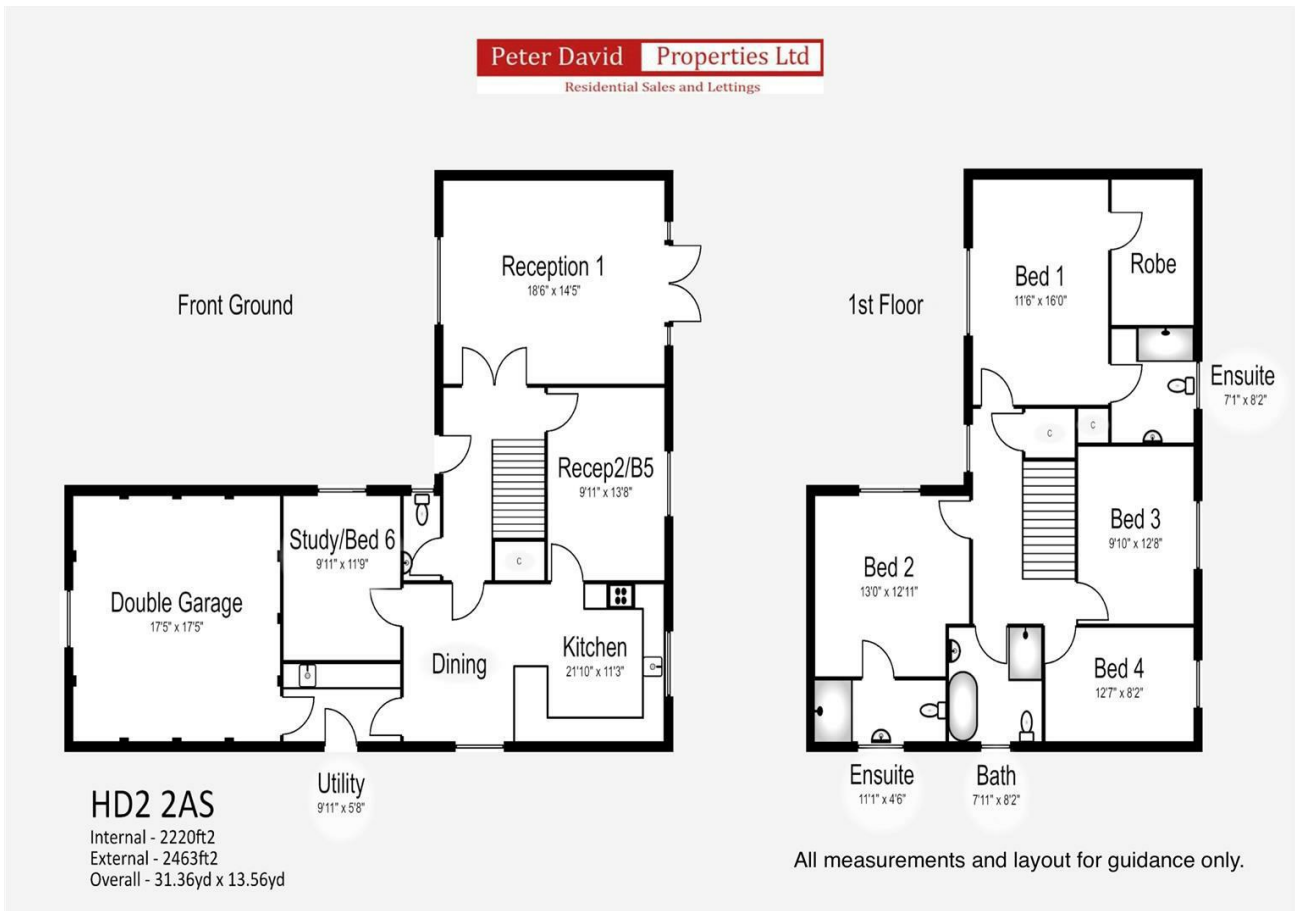 Peter David Properties Ltd
Residential Sales and Lettings
Front Ground
Reception 1
18'6" x 14'5"
Recep2/B5
9'11" x 13'8"
Study/Bed 6
9'11" x 11'9"
C
Double Garage
17'5" x 17'5"
Dining
Kitchen
21'10" x 11'3"
Utility
9'11" x 5'8"
1st Floor
Bed 1
11'6" x 16'0"
Robe
Ensuite
7'1" x 8'2"
C
C
Bed 3
9'10" x 12'8"
Bed 2
13'0" x 12'11"
Bed 4
12'7" x 8'2"
Ensuite
11'1" x 4'6"
Bath
7'11" x 8'2"
HD2 2AS
Internal - 2220ft2
External - 2463ft2
Overall - 31.36yd x 13.56yd
All measurements and layout for guidance only.